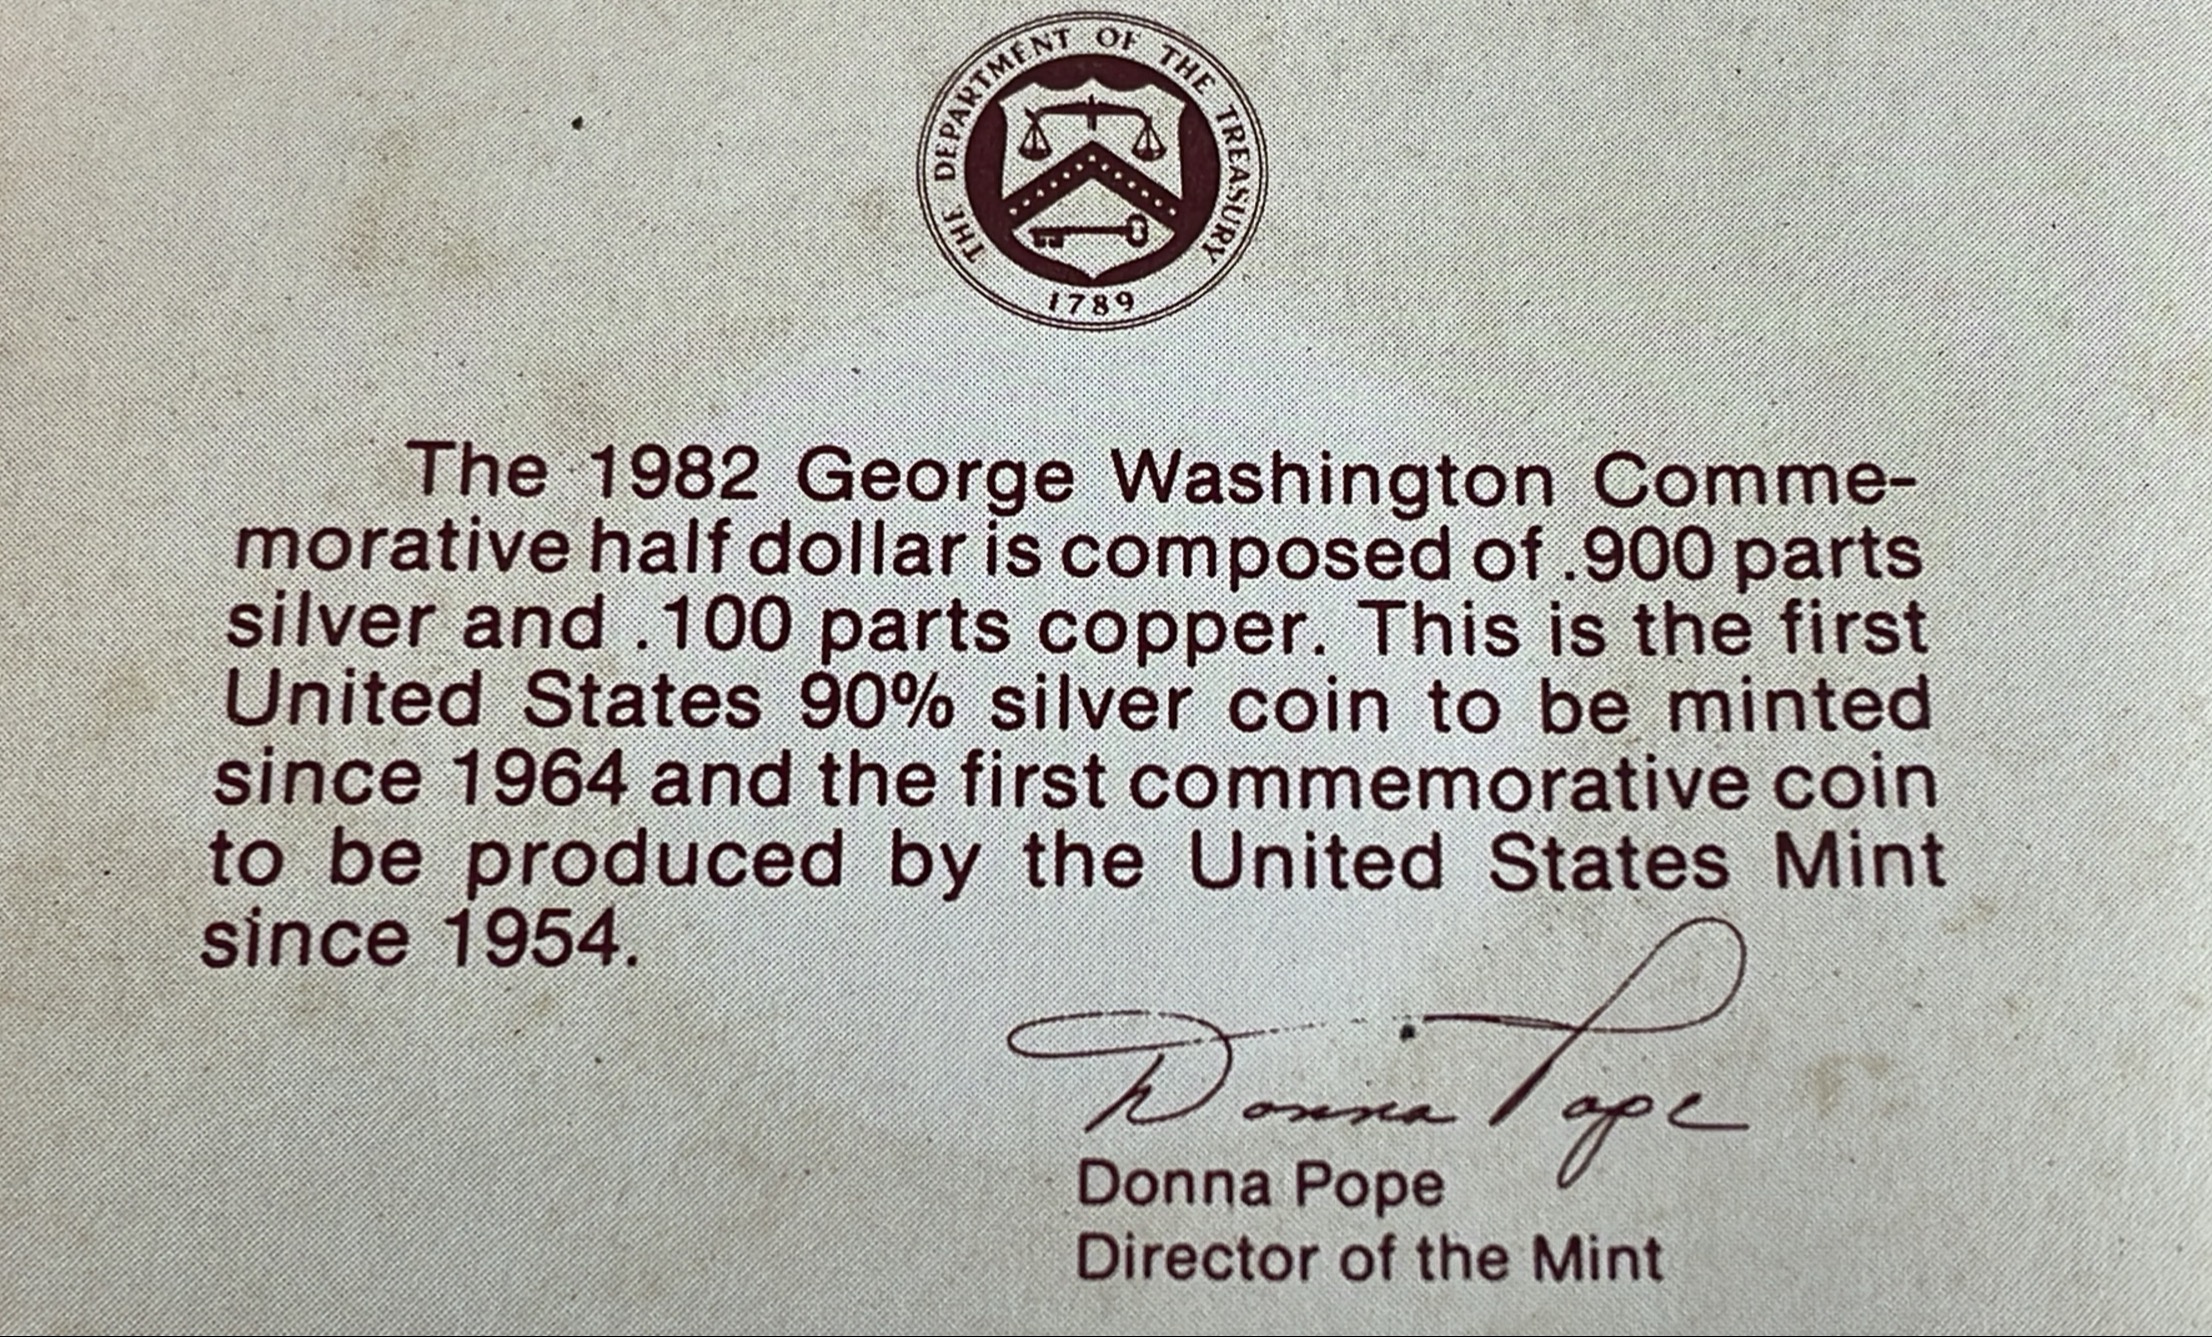 THE DEPARTMENT OF THE TREASURY
1789
The 1982 George Washington Comme-
morative half dollar is composed of .900 parts
silver and .100 parts copper. This is the first
United States 90% silver coin to be minted
since 1964 and the first commemorative coin
to be produced by the United States Mint
since 1954.
Donna Pope
Donna Pope
Director of the Mint